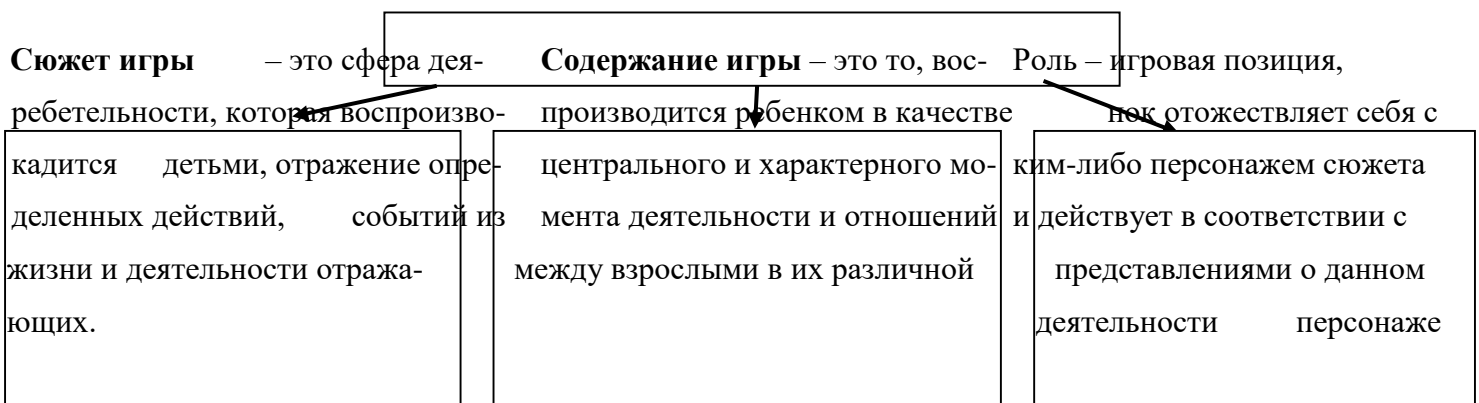 Сюжет игры – это сфера дея- Содержание игры – это то, вос- Роль – игровая позиция,
ребетельности, которая воспроизво- производится ребенком в качестве нок отожествляет себя с
кадится детьми, отражение опре- центрального и характерного мо- ким-либо персонажем сюжета
деленных действий, событий из мента деятельности и отношений и действует в соответствии с
жизни и деятельности отража- между взрослыми в их различной представлениями о данном
ющих. деятельности персонаже